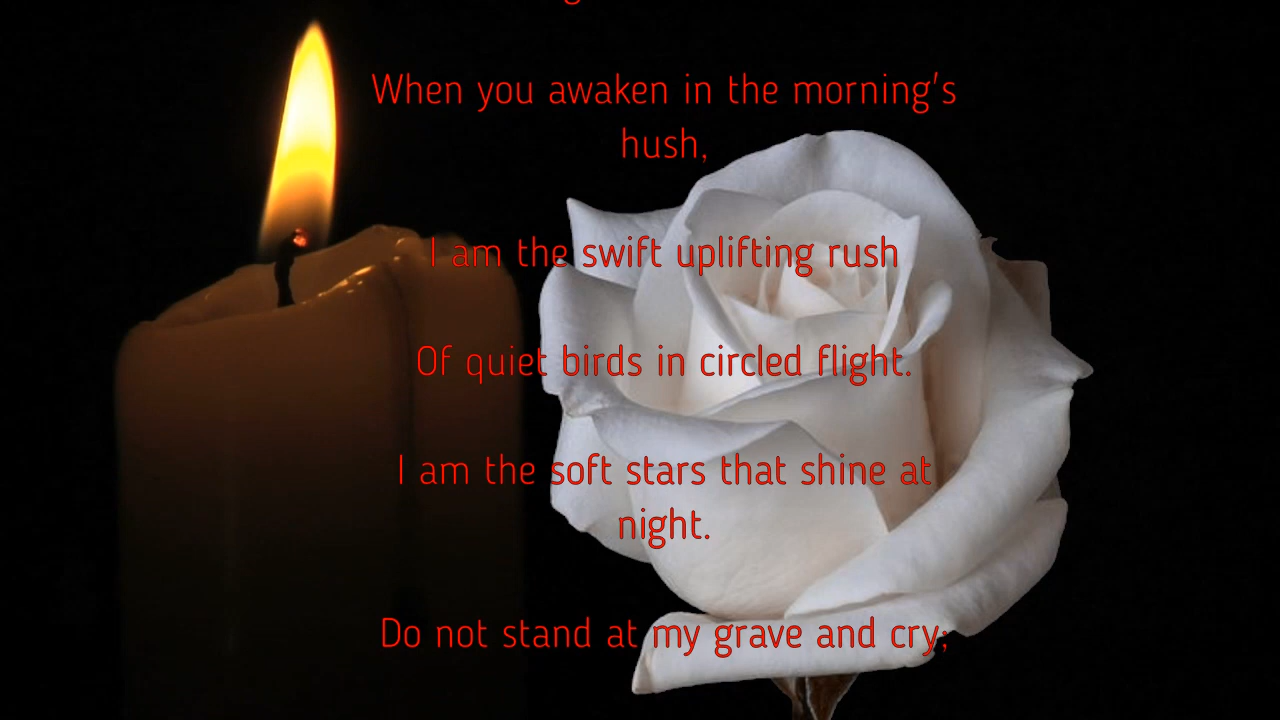 When you awaken in the morning's
hush,
I am the swift uplifting rush
Of quiet birds in circled flight.
I am the soft stars that shine at
night.
Do not stand at my grave and cry;